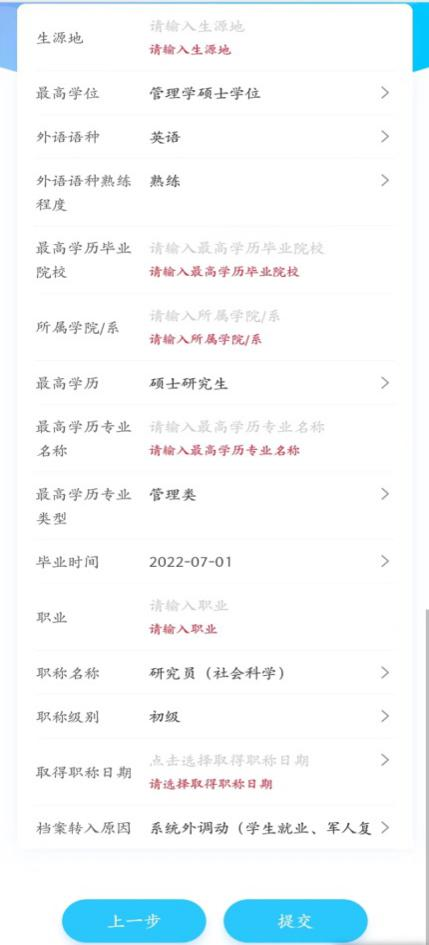 生源地
请输入生源地
请输入生源地
最高学位
管理学硕士学位
外语语种
英语
外语语种熟练
程度
熟练
最高学历毕业
院校
请输入最高学历毕业院校
请输入最高学历毕业院校
所属学院/系
请输入所属学院/系
请输入所属学院/系
最高学历
硕士研究生
最高学历专业
名称
请输入最高学历专业名称
请输入最高学历专业名称
最高学历专业
类型
管理类
毕业时间
2022-07-01
职业
请输入职业
请输入职业
职称名称
研究员（社会科学）
职称级别
初级
取得职称日期
点击选择取得职称日期
请选择取得职称日期
档案转入原因
系统外调动（学生就业、军人复
上一步
提交